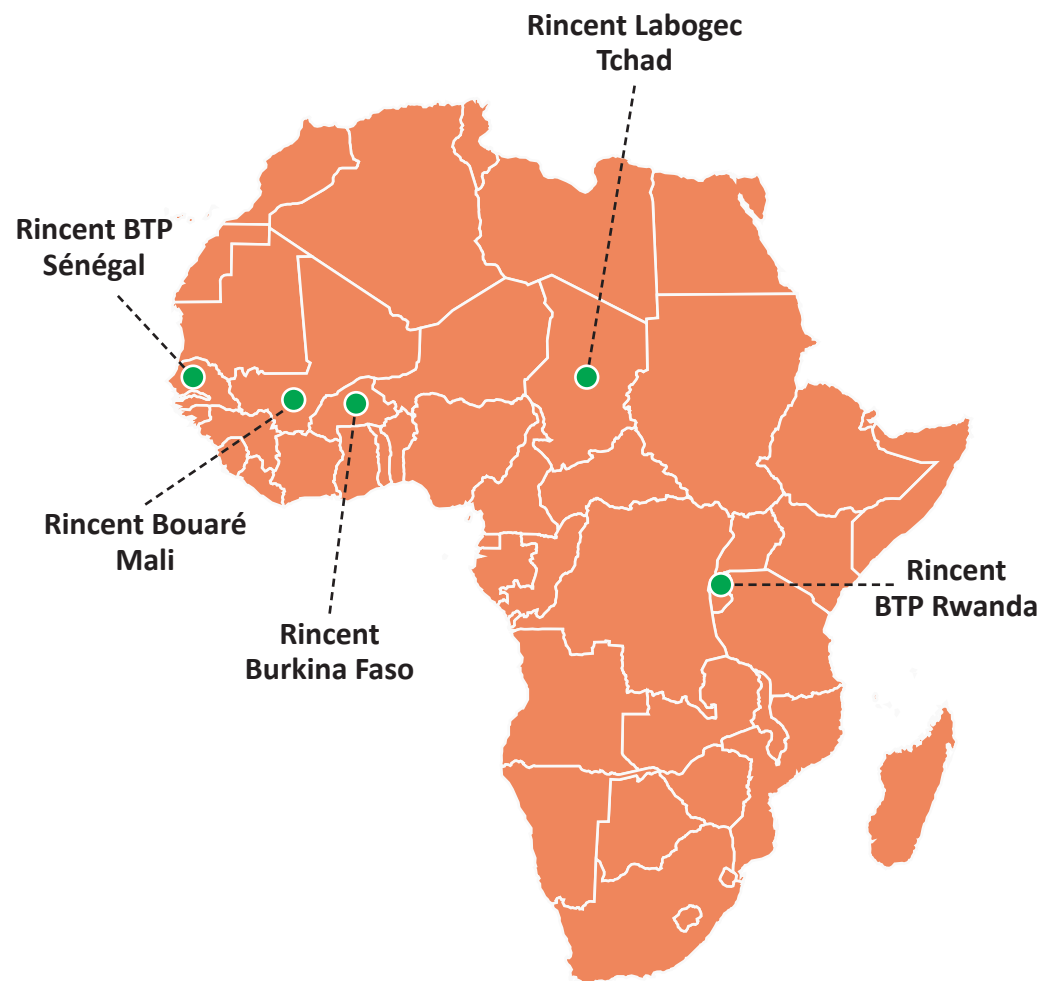 Rincent Labogec
Tchad
Rincent BTP
Sénégal
Rincent Bouaré
Mali
Rincent
Burkina Faso
Rincent
BTP Rwanda